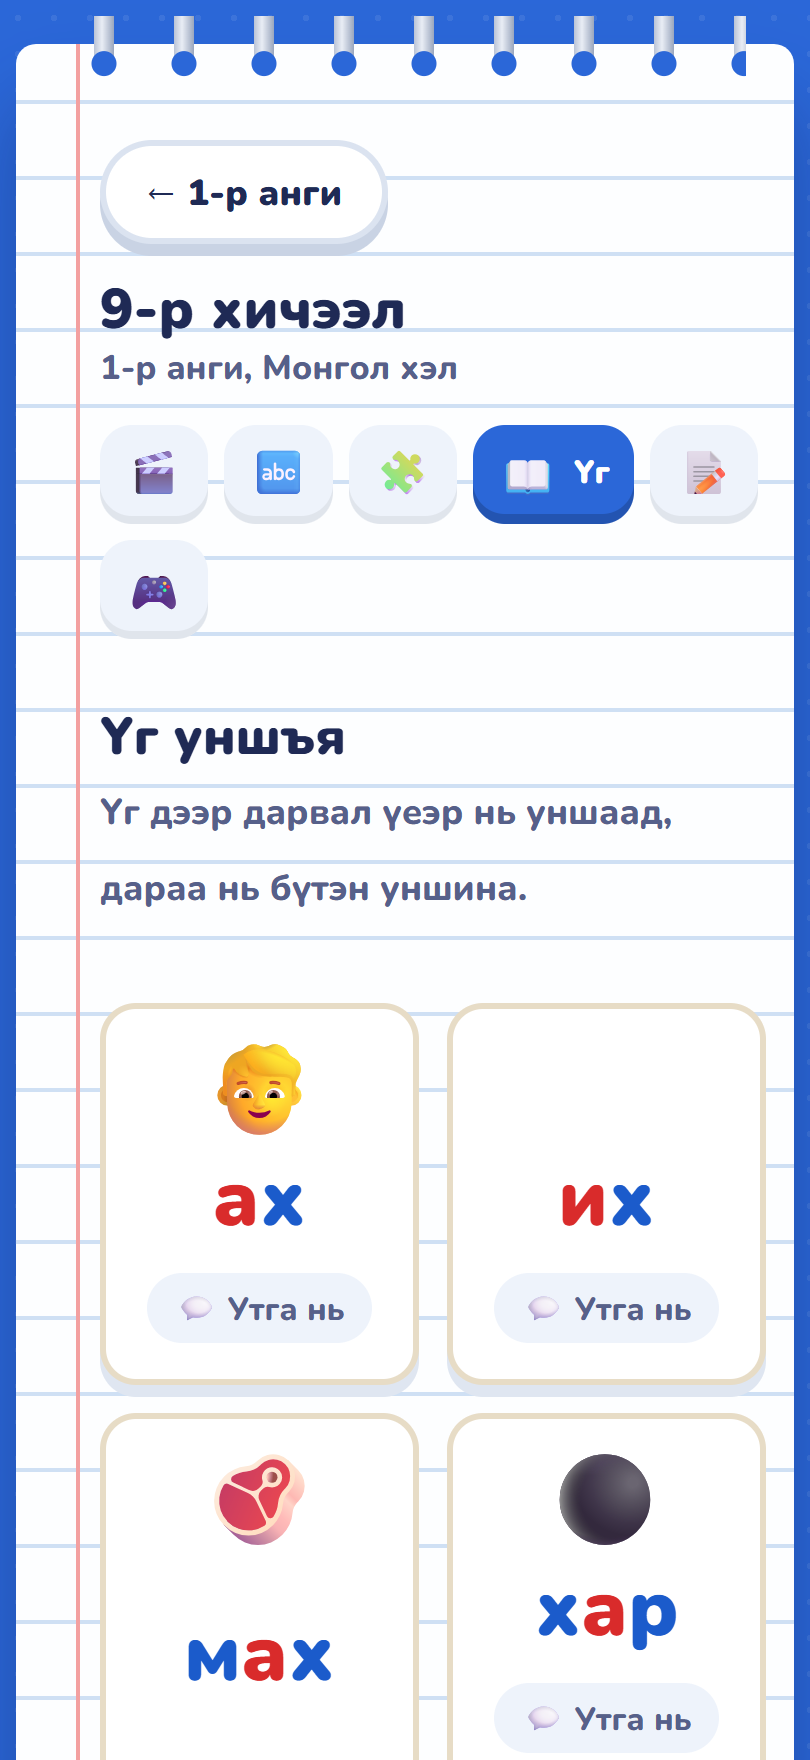 ← 1-р анги
9-р хичээл
1-р анги, Монгол хэл
abc
Үг
Үг уншъя
Үг дээр дарвал үеэр нь уншаад,
дараа нь бүтэн уншина.
ах
их
Утга нь
Утга нь
мах
хар
Утга нь